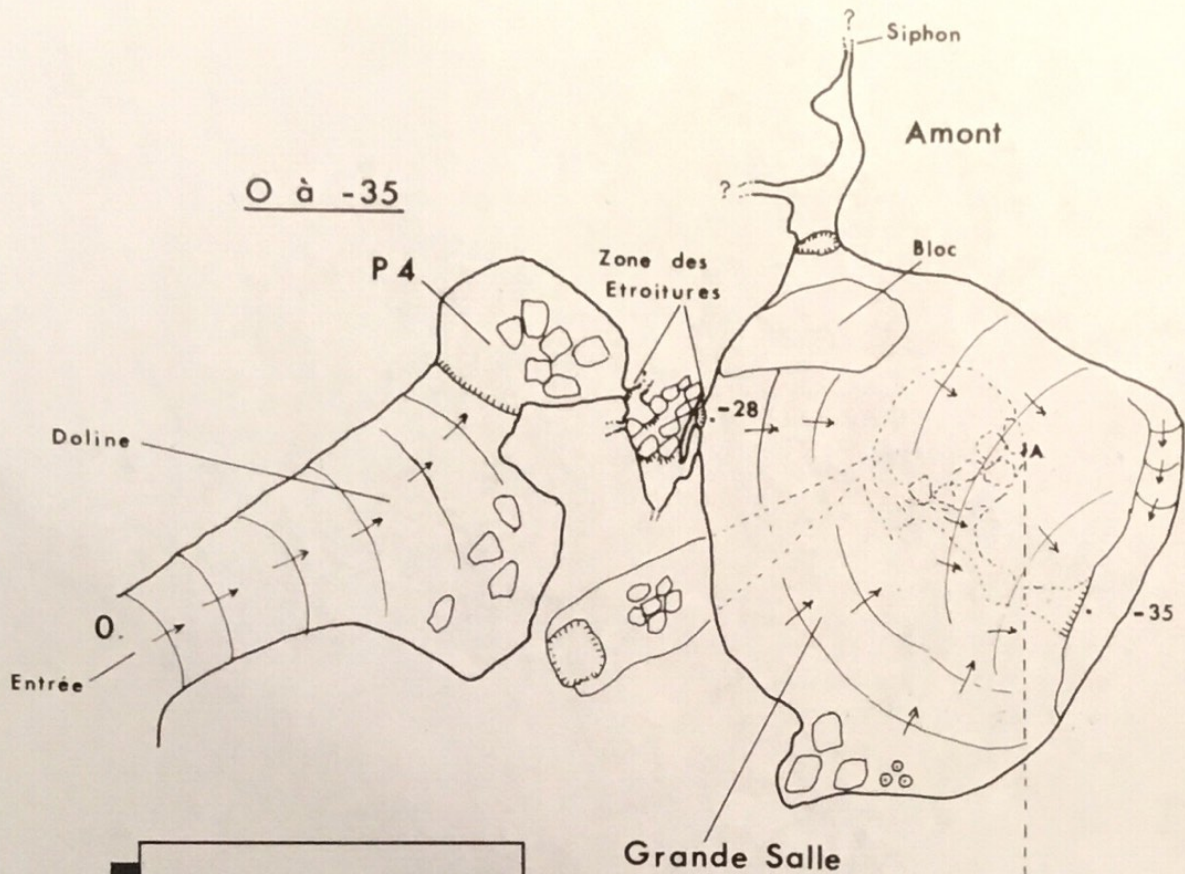 ?
Siphon
Amont
?
O à -35
Bloc
Zone des
Etroitures
P 4
.-28
Doline
A
-35
O.
Entrée
Grande Salle